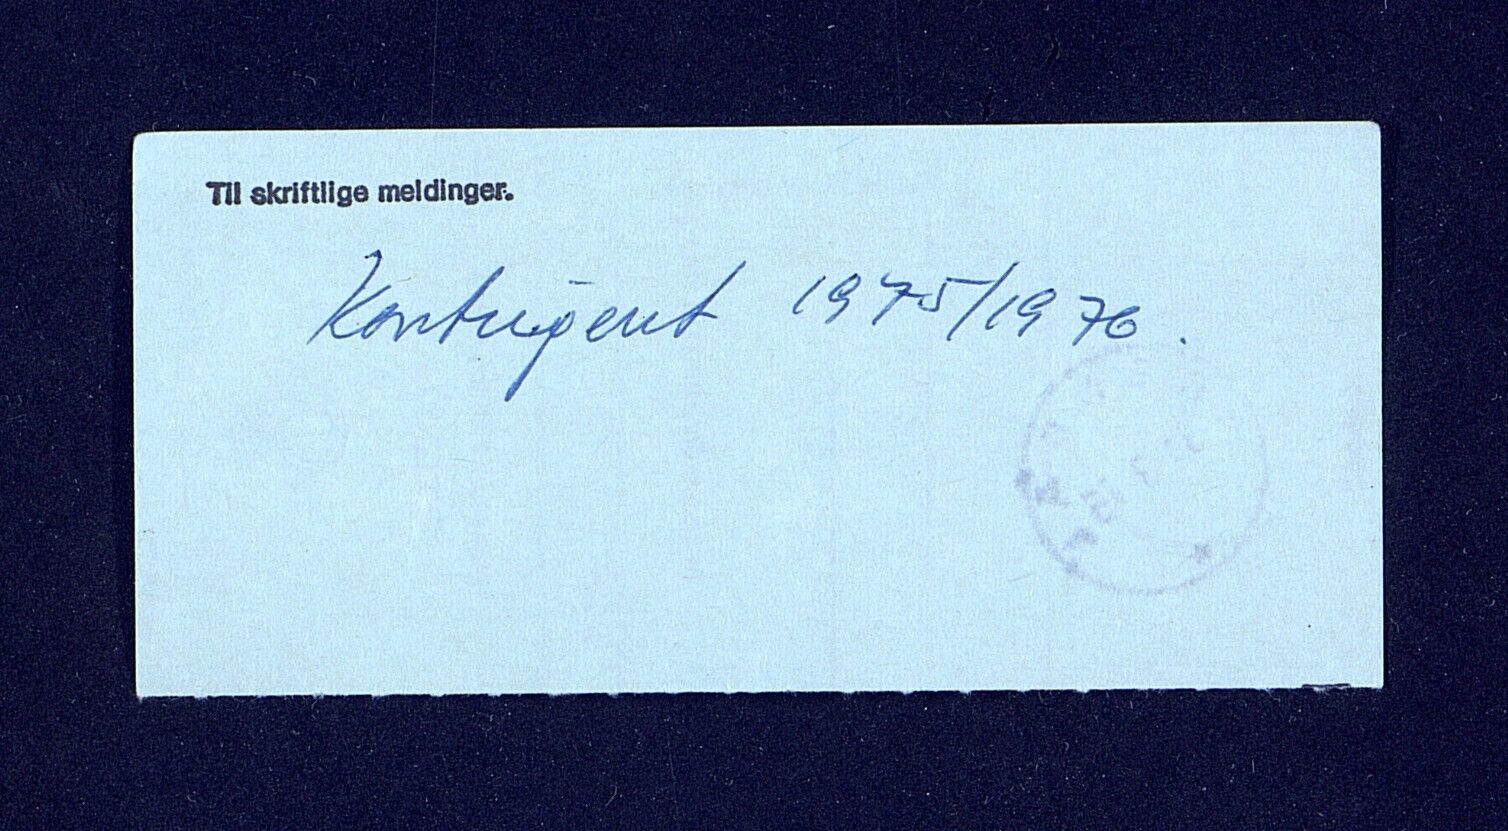 Til skriftlige meldinger.
Kontingent 1975/1976.